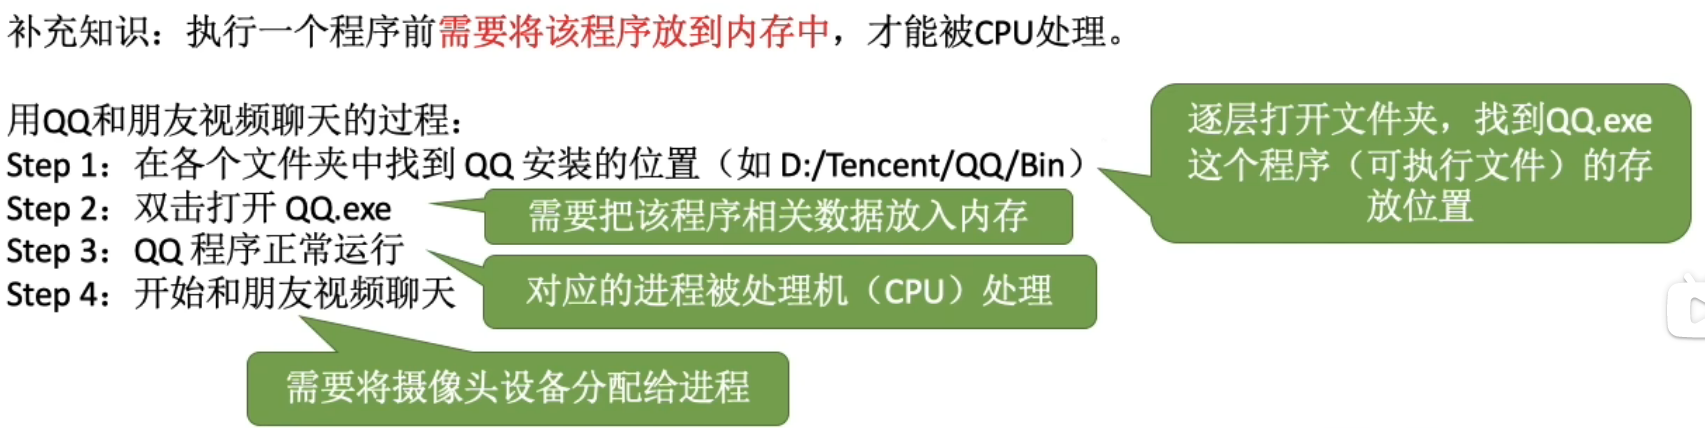 补充知识：执行一个程序前需要将该程序放到内存中，才能被CPU处理。
用QQ和朋友视频聊天的过程：
Step 1：在各个文件夹中找到 QQ 安装的位置（如 D:/Tencent/QQ/Bin）
逐层打开文件夹，找到QQ.exe
这个程序（可执行文件）的存
放位置
Step 2：双击打开 QQ.exe
需要把该程序相关数据放入内存
Step 3：QQ 程序正常运行
对应的进程被处理机（CPU）处理
Step 4：开始和朋友视频聊天
需要将摄像头设备分配给进程